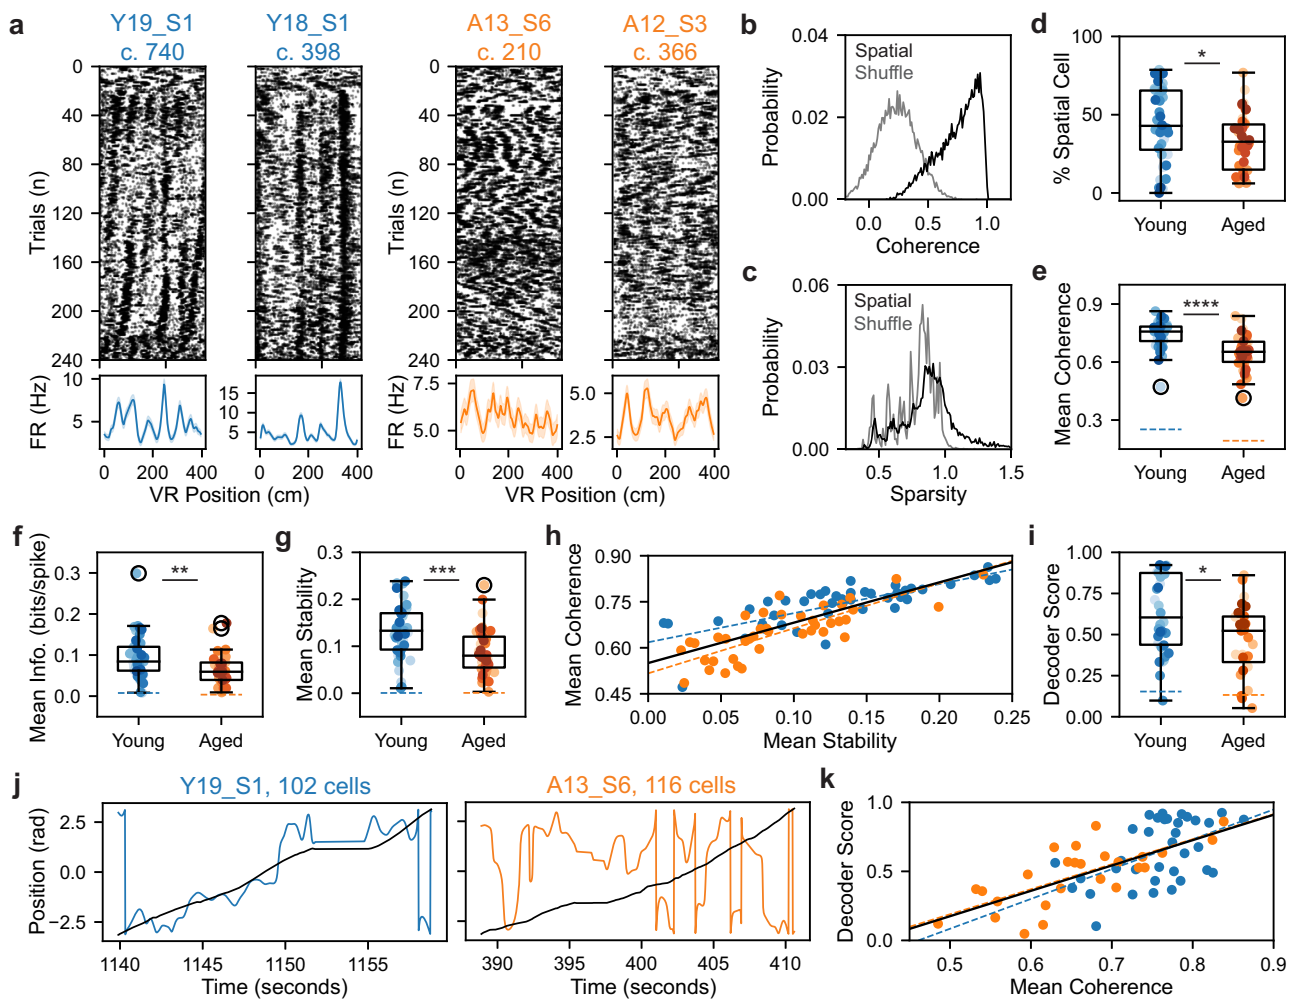 a
Y19_S1
c. 740
Y18_S1
c. 398
A13_S6
c. 210
A12_S3
c. 366
Trials (n)
0
40
80
120
160
200
240
Trials (n)
0
40
80
120
160
200
240
FR (Hz)
10
5
15
10
5
0 200 400
0 200 400
VR Position (cm)
FR (Hz)
7.5
5.0
5.0
2.5
0 200 400
0 200 400
VR Position (cm)
b
Probability
0.04
0.02
0.00
Spatial
Shuffle
0.0 0.5 1.0
Coherence
c
Probability
0.06
0.03
0.00
Spatial
Shuffle
0.5 1.0 1.5
Sparsity
d
% Spatial Cell
100
50
0
*
Young Aged
e
Mean Coherence
0.9
0.6
0.3
****
Young Aged
f
Mean Info. (bits/spike)
0.3
0.2
0.1
0.0
**
Young Aged
g
Mean Stability
0.3
0.2
0.1
0.0
***
Young Aged
h
Mean Coherence
0.90
0.75
0.60
0.45
0.00 0.05 0.10 0.15 0.20 0.25
Mean Stability
i
Decoder Score
1.00
0.75
0.50
0.25
0.00
*
Young Aged
j
Y19_S1, 102 cells
A13_S6, 116 cells
Position (rad)
2.5
0.0
−2.5
1140 1145 1150 1155
Time (seconds)
390 395 400 405 410
Time (seconds)
k
Decoder Score
1.0
0.5
0.0
0.5 0.6 0.7 0.8 0.9
Mean Coherence